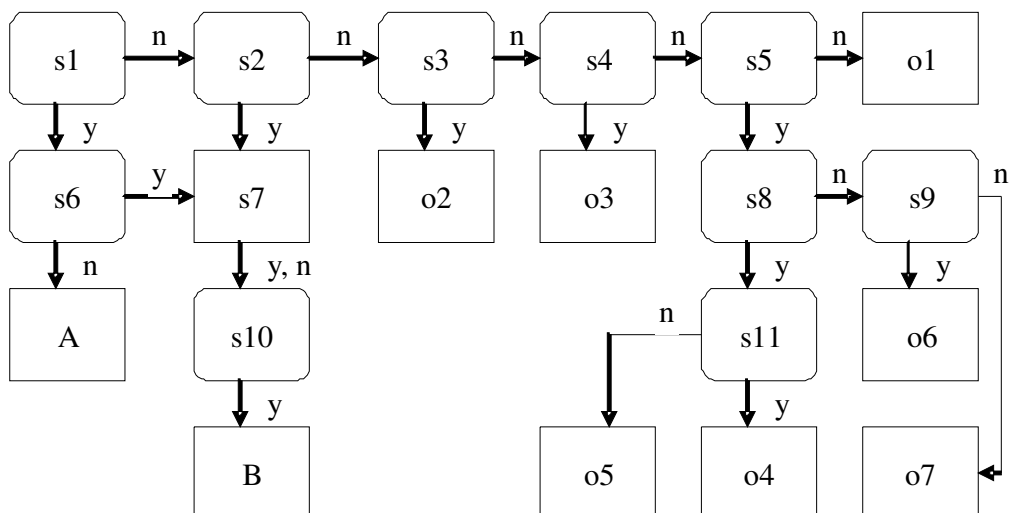 s1 n s2 n s3 n s4 n s5 n o1
y y y y y
s6 y s7 o2 o3 s8 n s9 n
n y, n y y
A s10 n s11 o6
y y
B o5 o4 o7